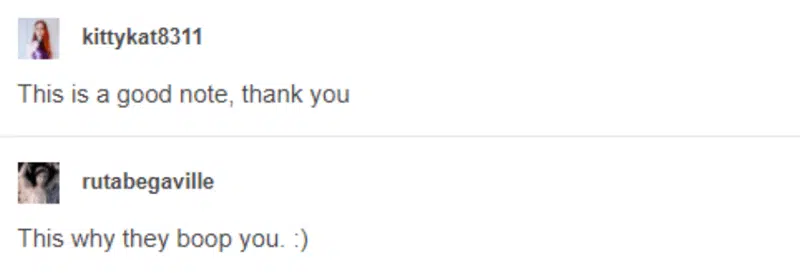 kittykat8311
This is a good note, thank you
rutabegaville
This why they boop you. :)